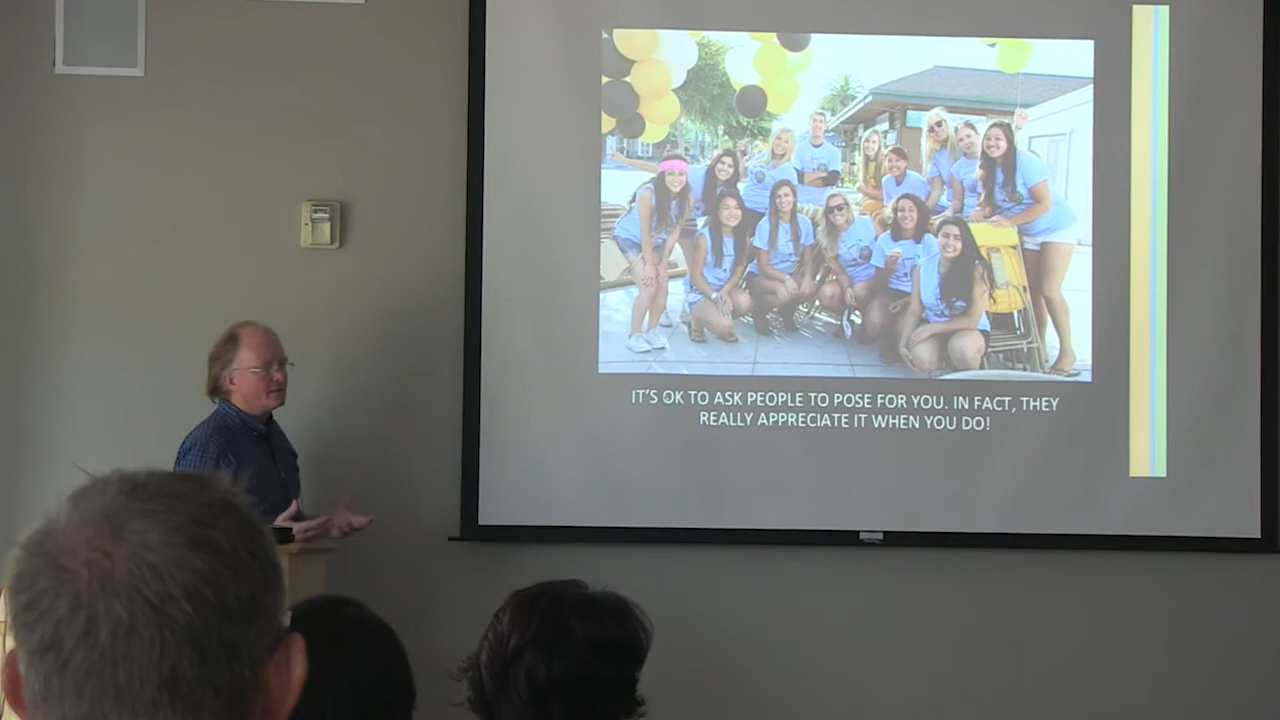 IT'S OK TO ASK PEOPLE TO POSE FOR YOU. IN FACT, THEY
REALLY APPRECIATE IT WHEN YOU DO!